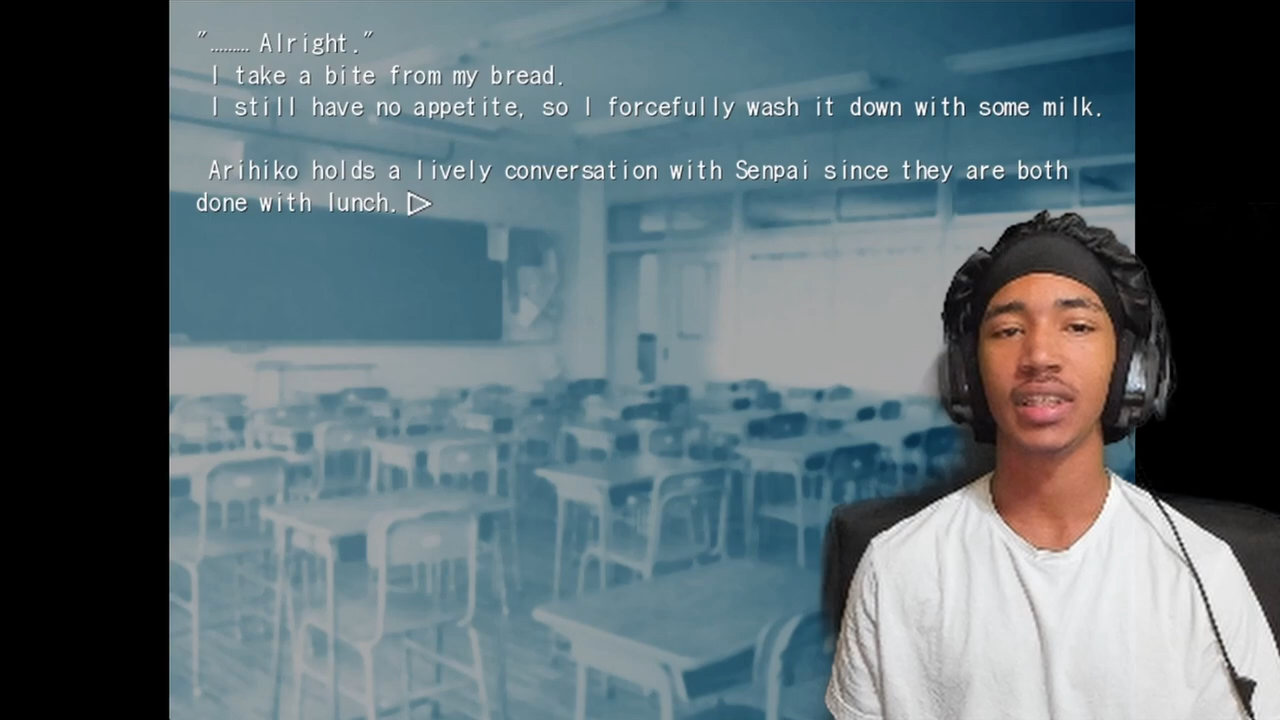 "……… Alright."
I take a bite from my bread.
I still have no appetite, so I forcefully wash it down with some milk.
Arihiko holds a lively conversation with Senpai since they are both
done with lunch.